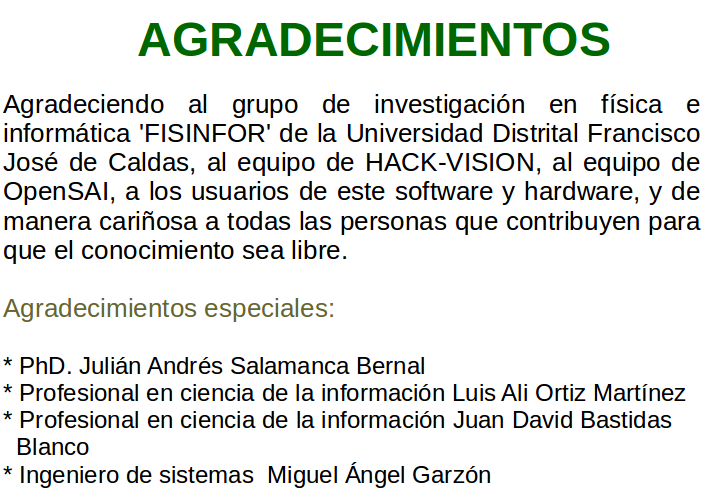 AGRADECIMIENTOS
Agradeciendo al grupo de investigación en física e
informática 'FISINFOR' de la Universidad Distrital Francisco
José de Caldas, al equipo de HACK-VISION, al equipo de
OpenSAI, a los usuarios de este software y hardware, y de
manera cariñosa a todas las personas que contribuyen para
que el conocimiento sea libre.
Agradecimientos especiales:
* PhD. Julián Andrés Salamanca Bernal
* Profesional en ciencia de la información Luis Ali Ortiz Martínez
* Profesional en ciencia de la información Juan David Bastidas
Blanco
* Ingeniero de sistemas  Miguel Ángel Garzón